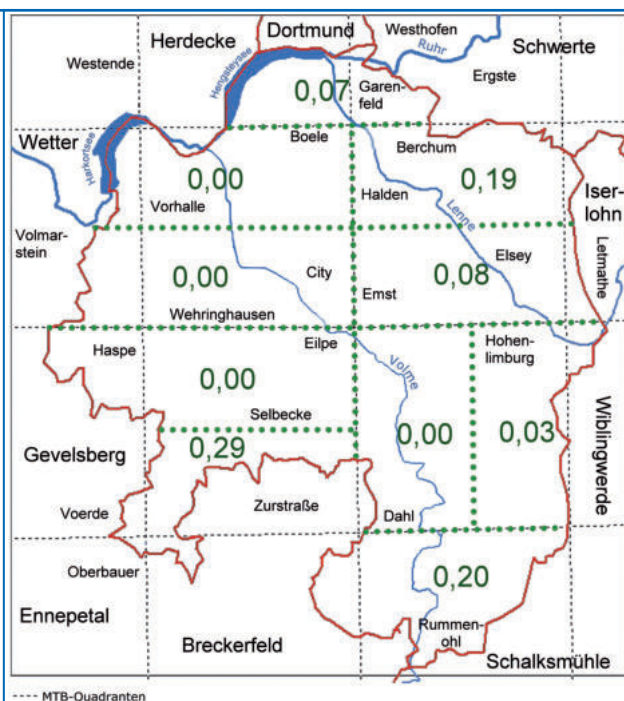 Dortmund
Westhofen
Herdecke
Ruhr
Schwerte
Westende
Hengsteysee
Ergste
0,07
Garen-
feld
Wetter
Harkortsee
Boele
Berchum
0,00
0,19
Iser-
lohn
Vorhalle
Halden
Lenne
Volmar-
stein
Letmathe
Elsey
City
0,00
0,08
Emst
Wehringhausen
Haspe
Eilpe
Hohen-
limburg
Volme
0,00
Selbecke
0,00
0,03
Wiblingwerde
Gevelsberg
0,29
Voerde
Zurstraße
Dahl
Oberbauer
0,20
Ennepetal
Rummen-
ohl
Breckerfeld
Schalksmühle
---- MTB-Quadranten